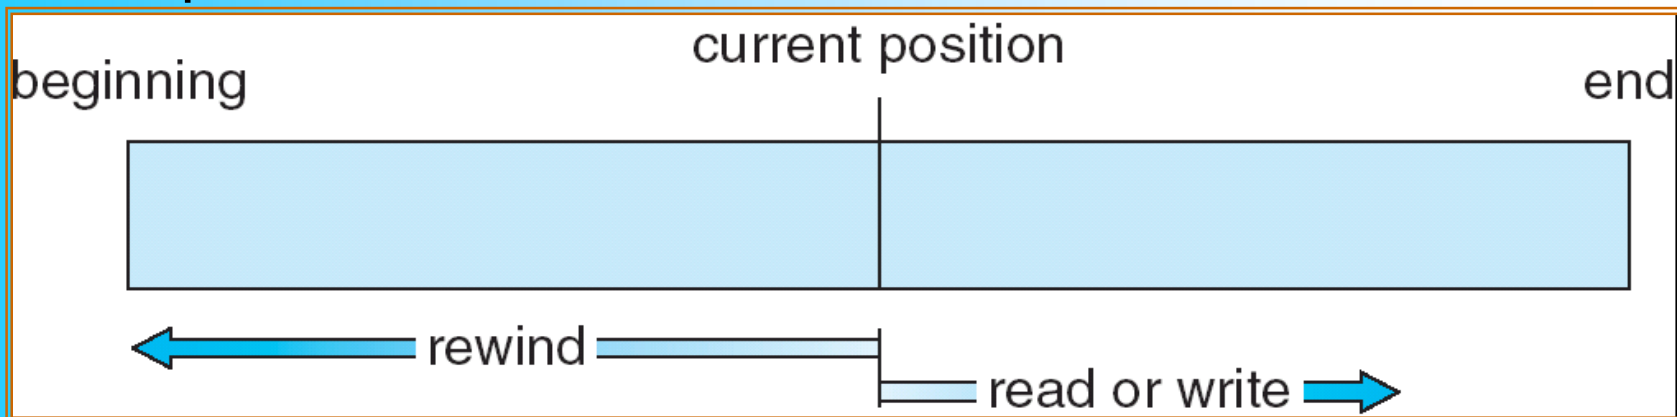 current position
beginning
end
rewind
read or write